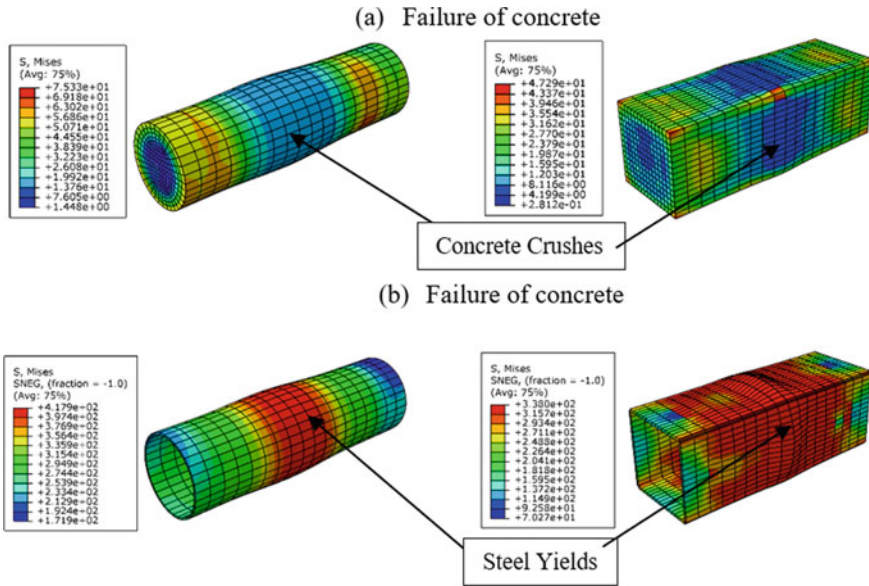 (a) Failure of concrete
S, Mises
(Avg: 75%)
+7.533e+01
+6.918e+01
+6.302e+01
+5.686e+01
+5.071e+01
+4.455e+01
+3.839e+01
+3.223e+01
+2.608e+01
+1.992e+01
+1.376e+01
+7.605e+00
+1.448e+00
S, Mises
(Avg: 75%)
+4.729e+01
+4.337e+01
+3.946e+01
+3.554e+01
+3.162e+01
+2.770e+01
+2.379e+01
+1.987e+01
+1.595e+01
+1.203e+01
+8.116e+00
+4.199e+00
+2.812e-01
Concrete Crushes
(b) Failure of concrete
S, Mises
SNEG, (fraction = -1.0)
(Avg: 75%)
+4.179e+02
+3.974e+02
+3.769e+02
+3.564e+02
+3.359e+02
+3.154e+02
+2.949e+02
+2.744e+02
+2.539e+02
+2.334e+02
+2.129e+02
+1.924e+02
+1.719e+02
S, Mises
SNEG, (fraction = -1.0)
(Avg: 75%)
+3.380e+02
+3.157e+02
+2.934e+02
+2.711e+02
+2.488e+02
+2.264e+02
+2.041e+02
+1.818e+02
+1.595e+02
+1.372e+02
+1.149e+02
+9.258e+01
+7.027e+01
Steel Yields